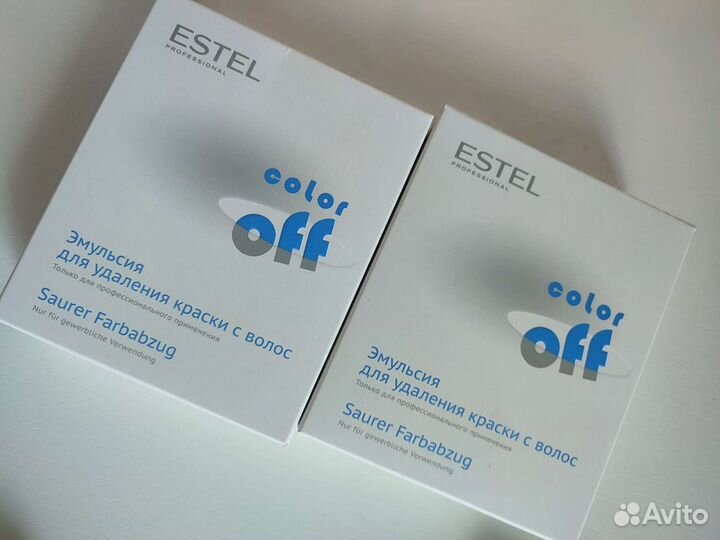 ESTEL
PROFESSIONAL
color
off
Эмульсия
для удаления краски с волос
Только для профессионального применения
Saurer Farbabzug
Nur für gewerbliche Verwendung
ESTEL
PROFESSIONAL
color
off
Эмульсия
для удаления краски с волос
Только для профессионального применения
Saurer Farbabzug
Nur für gewerbliche Verwendung
Avito